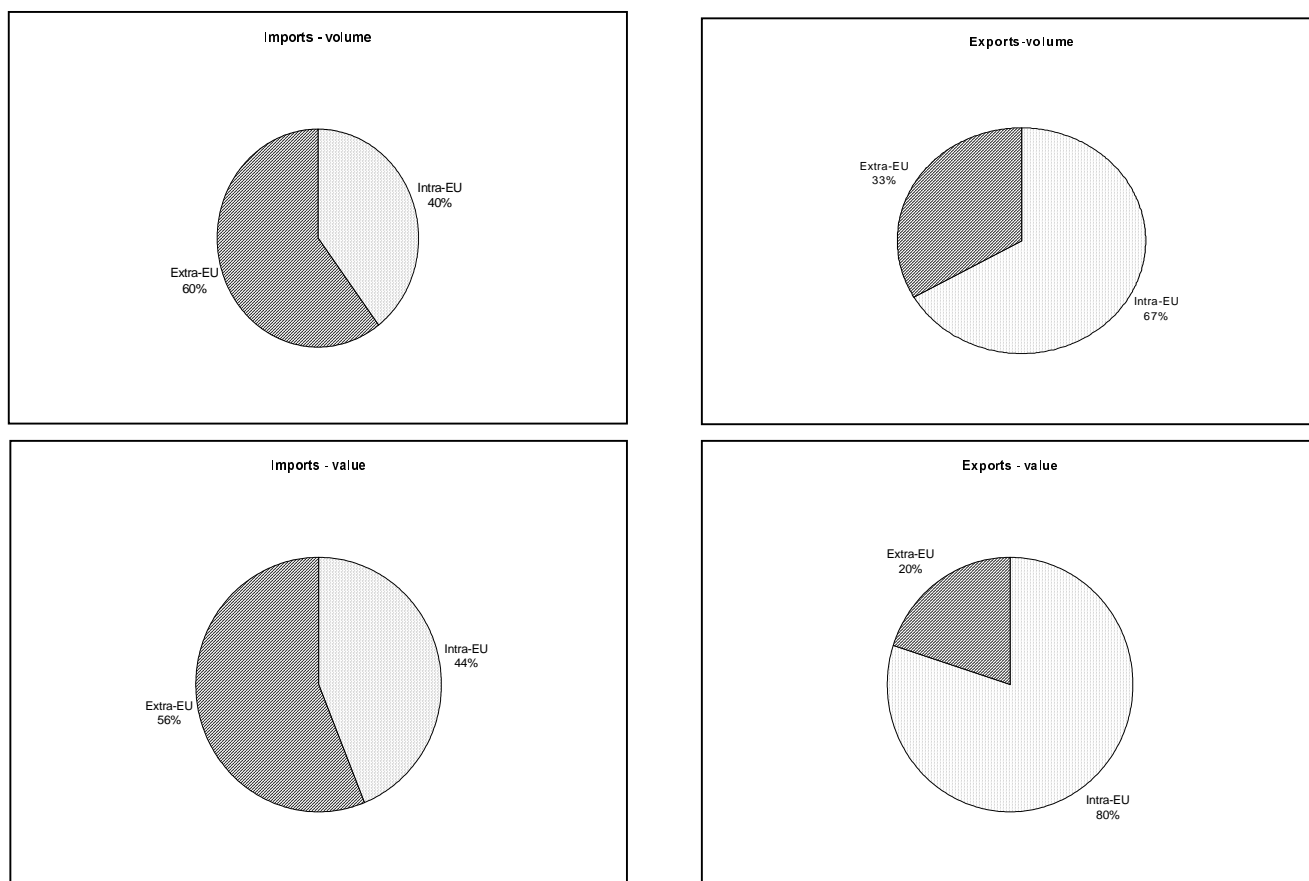 Imports - volume
Intra-EU
40%
Extra-EU
60%
Exports-volume
Extra-EU
33%
Intra-EU
67%
Imports - value
Intra-EU
44%
Extra-EU
56%
Exports - value
Extra-EU
20%
Intra-EU
80%